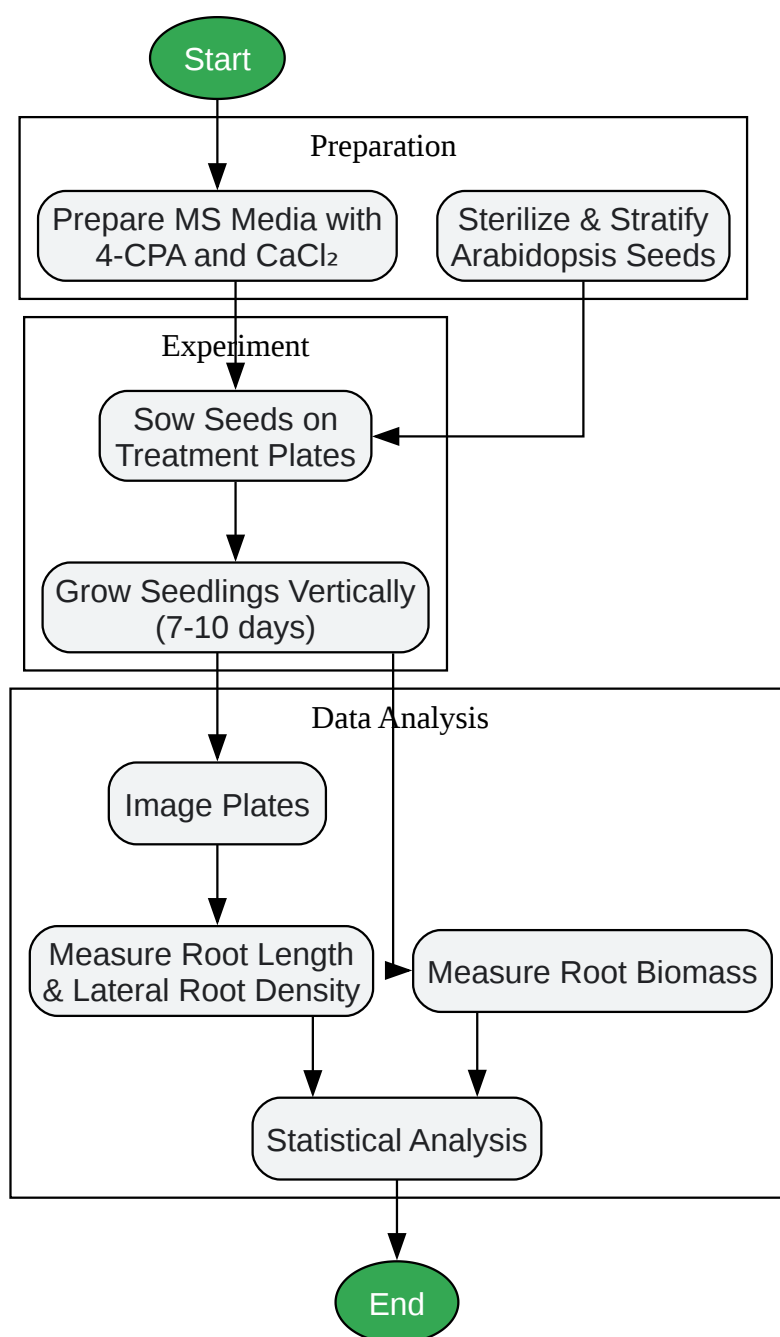 Start
Preparation
Prepare MS Media with
4-CPA and CaCl₂
Sterilize & Stratify
Arabidopsis Seeds
Experiment
Sow Seeds on
Treatment Plates
Grow Seedlings Vertically
(7-10 days)
Data Analysis
Image Plates
Measure Root Length
& Lateral Root Density
Measure Root Biomass
Statistical Analysis
End